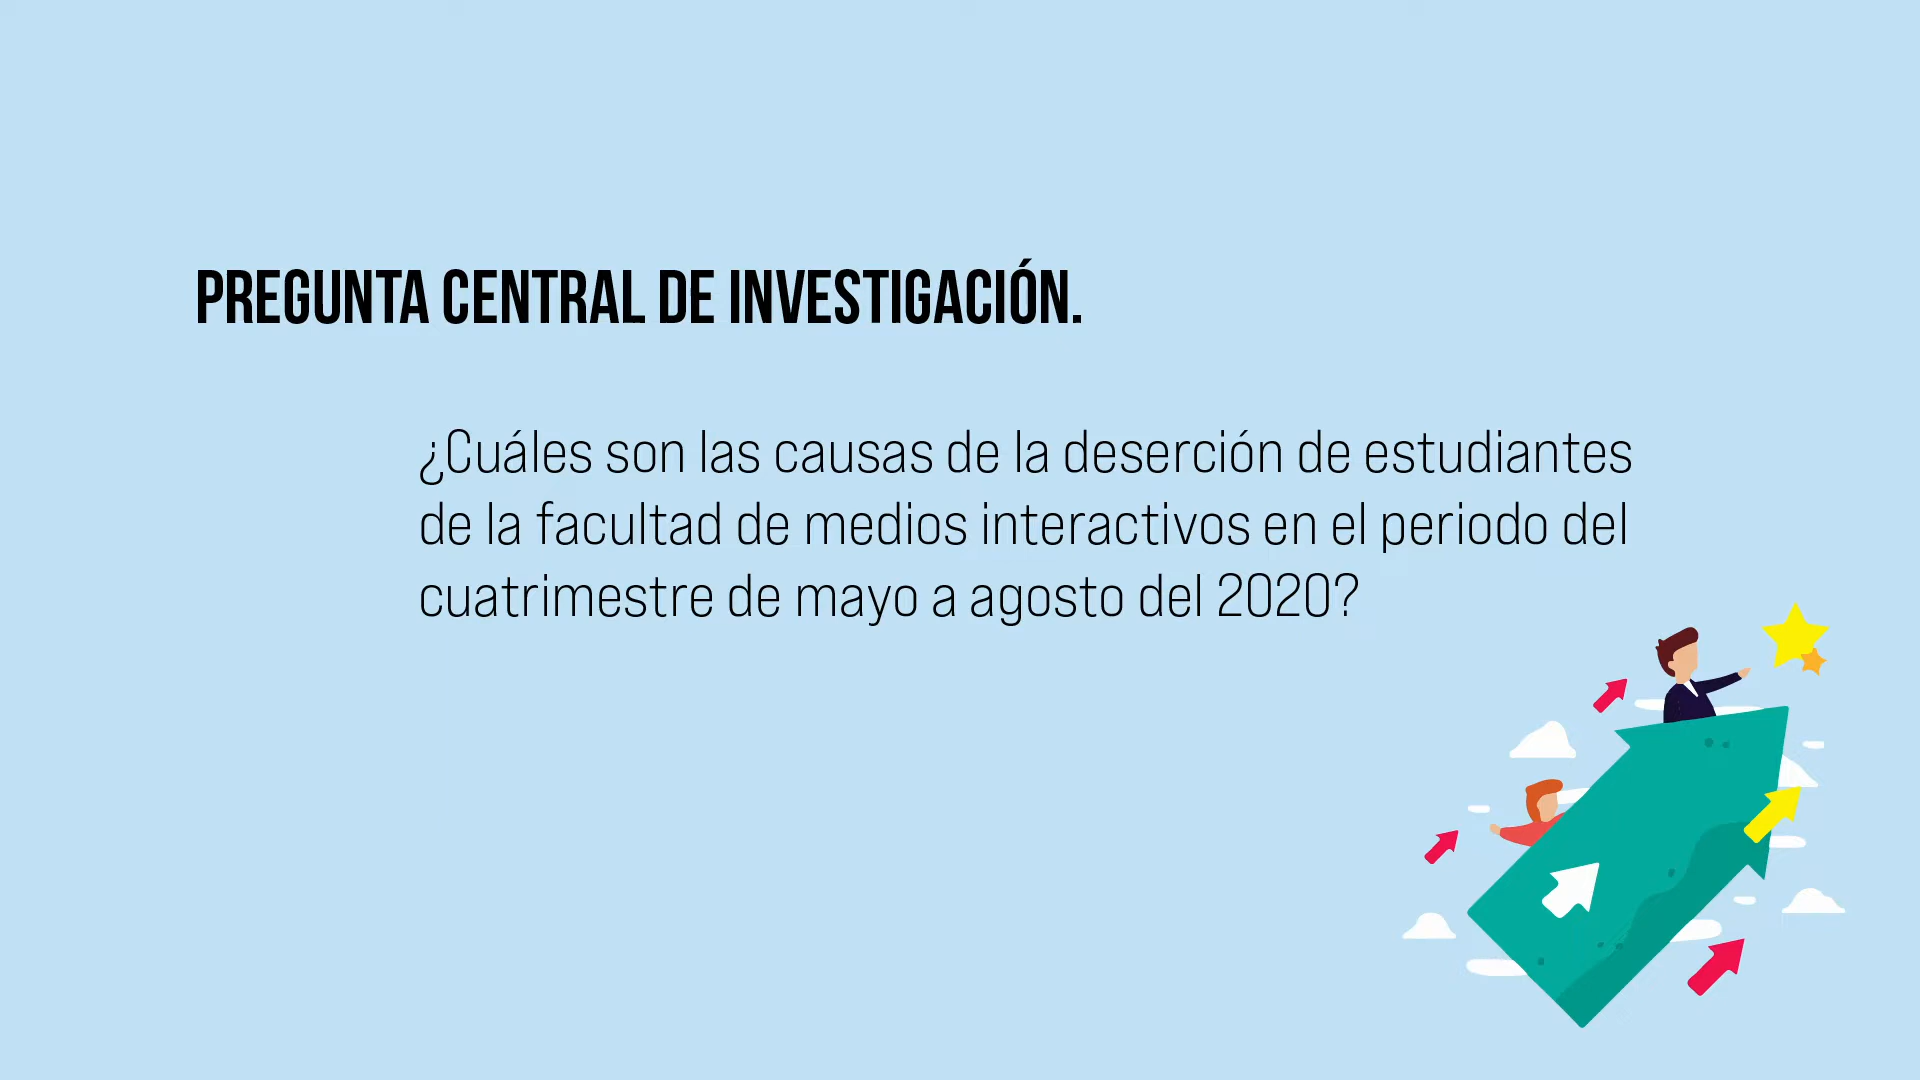 PREGUNTA CENTRAL DE INVESTIGACIÓN.
¿Cuáles son las causas de la deserción de estudiantes
de la facultad de medios interactivos en el periodo del
cuatrimestre de mayo a agosto del 2020?